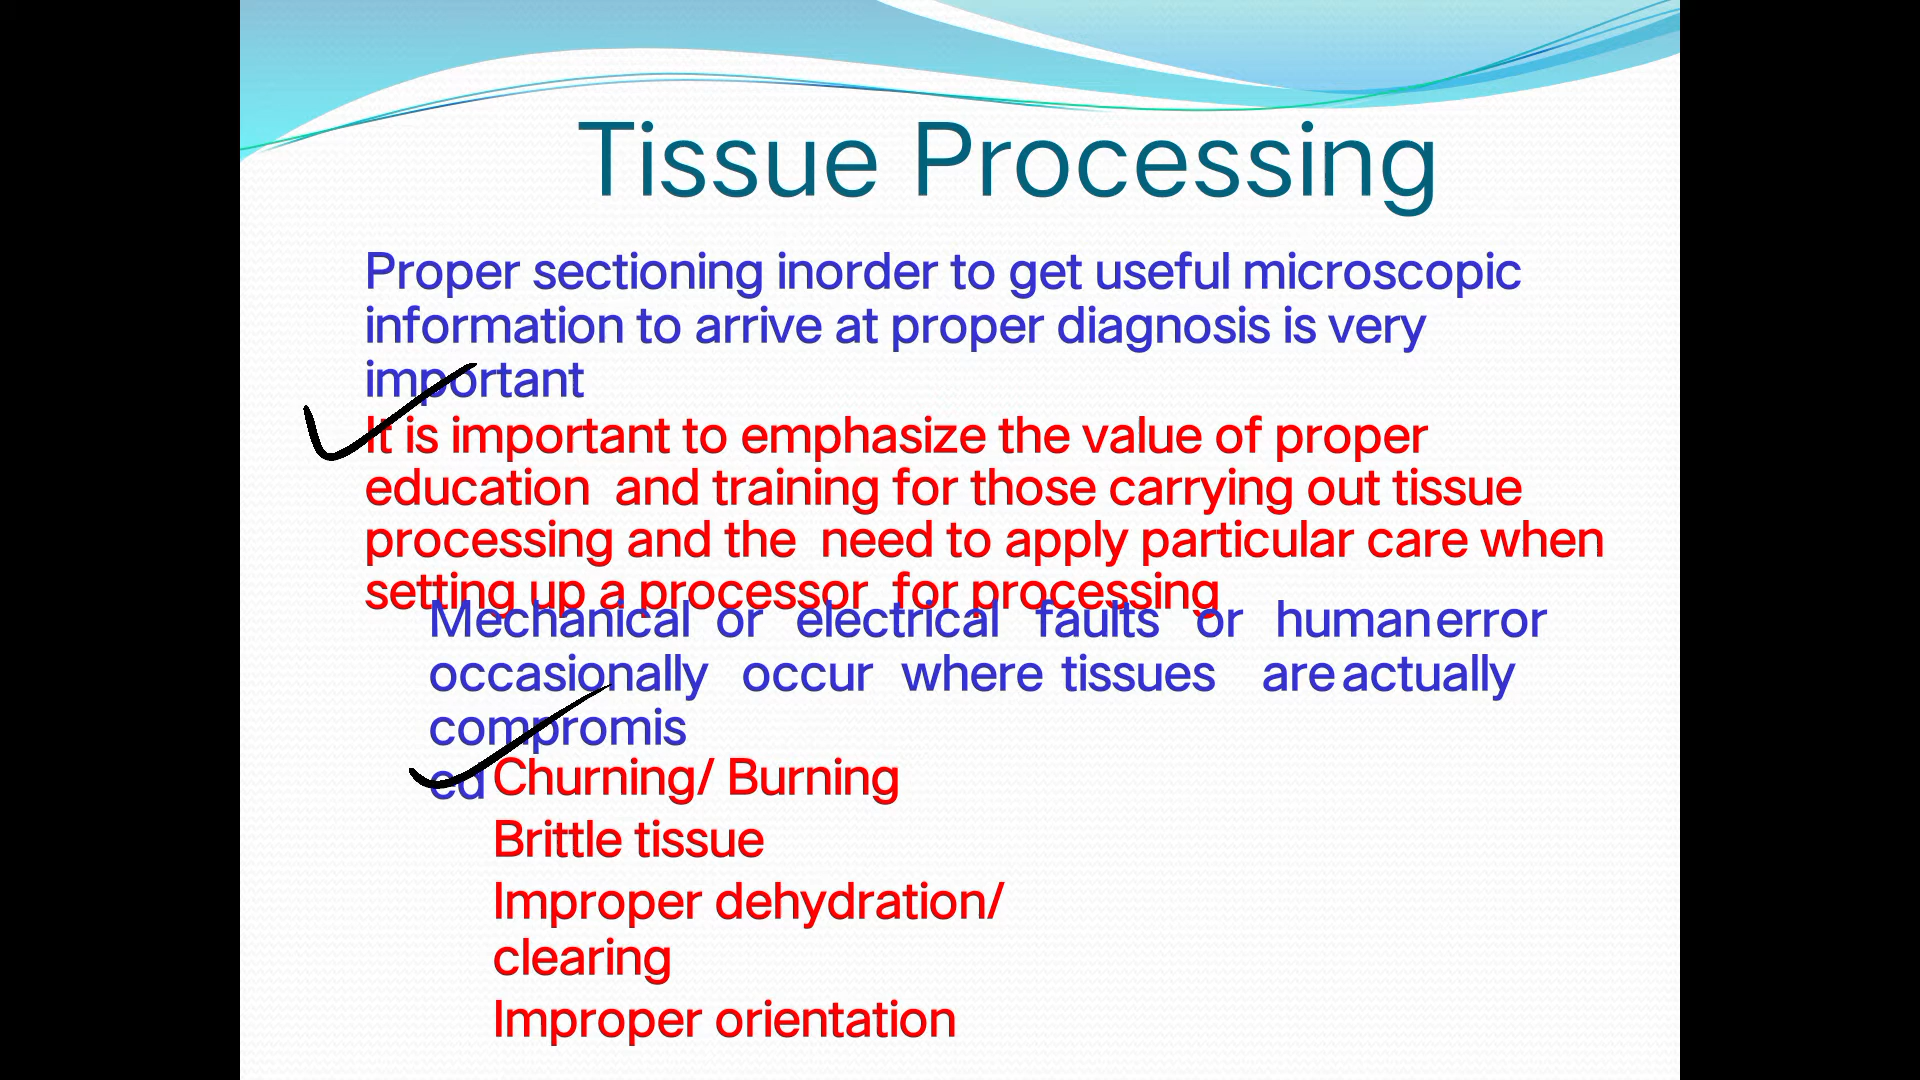 Tissue Processing
Proper sectioning inorder to get useful microscopic
information to arrive at proper diagnosis is very
important
It is important to emphasize the value of proper
education and training for those carrying out tissue
processing and the need to apply particular care when
setting up a processor for processing
Mechanical or electrical faults or human error
occasionally occur where tissues are actually
compromis
ed
Churning/ Burning
Brittle tissue
Improper dehydration/
clearing
Improper orientation